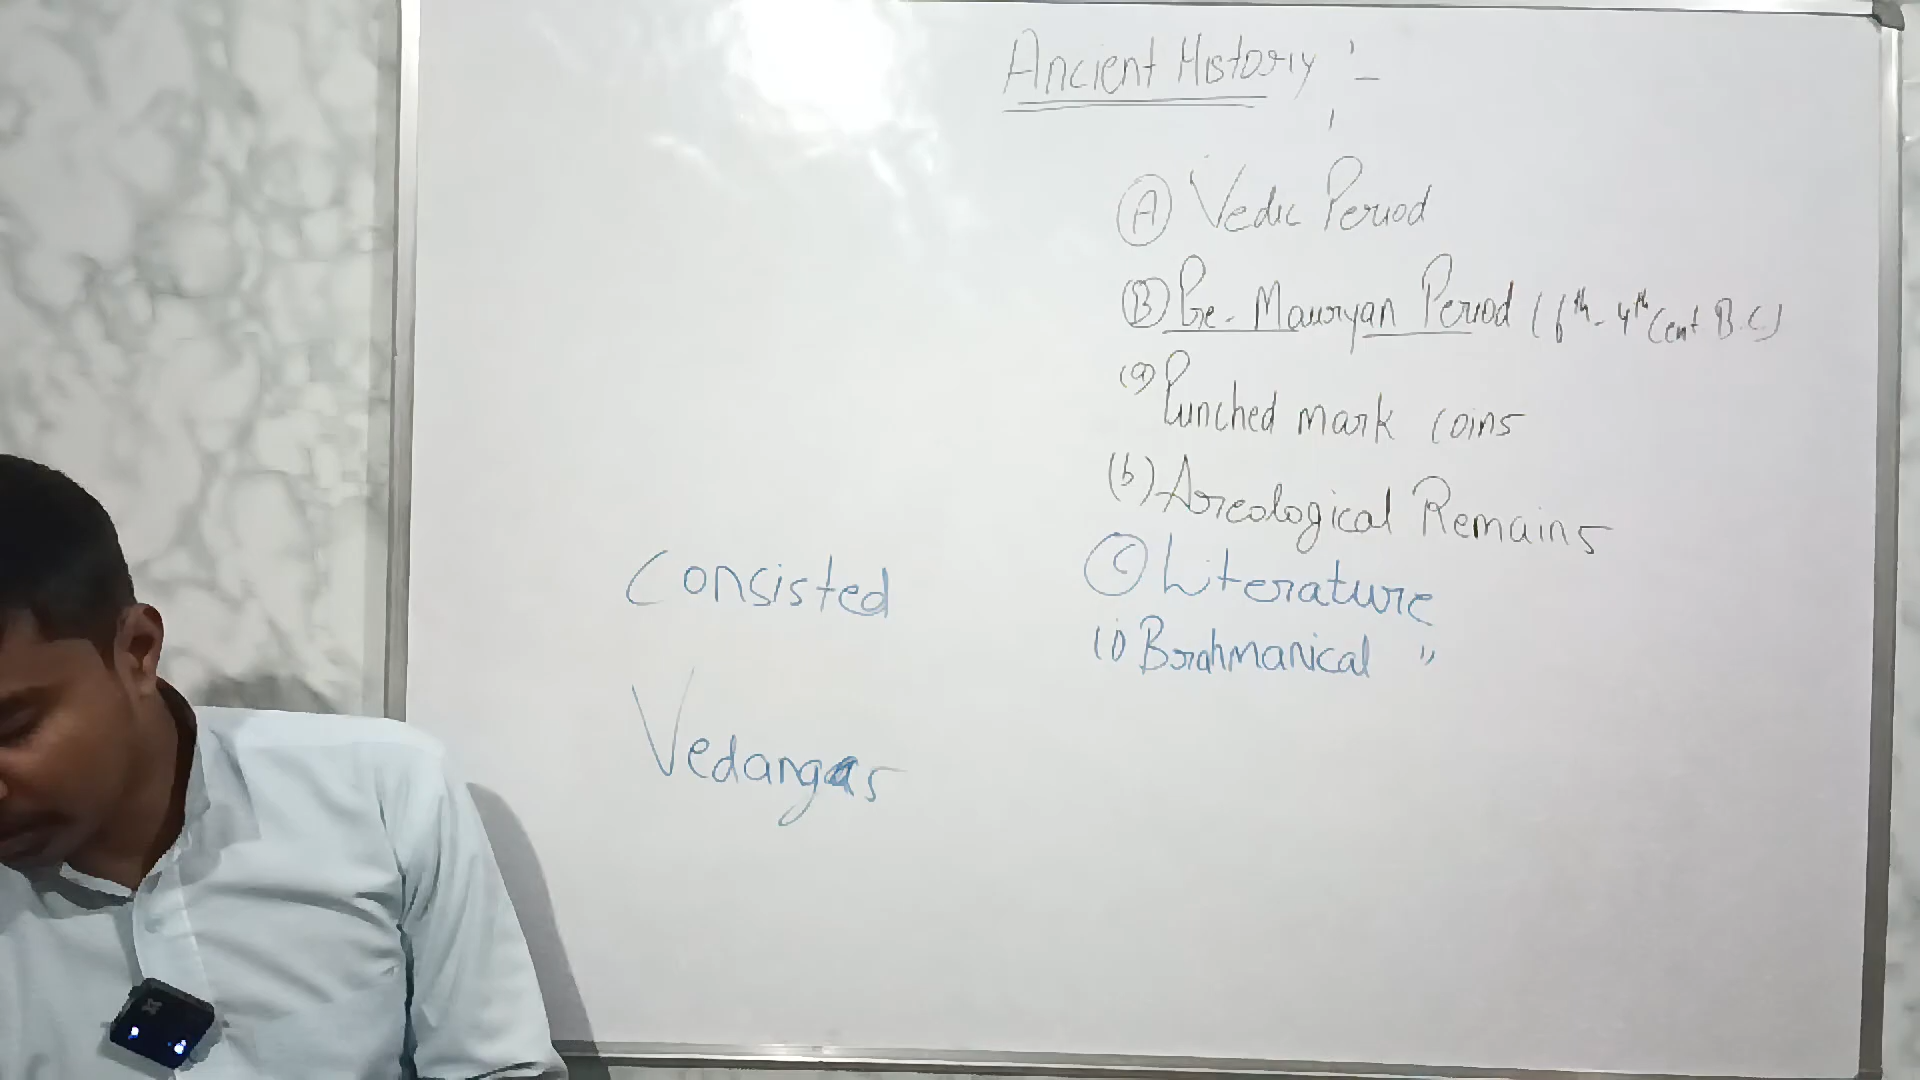 Ancient History :-
(A) Vedic Period
(B) Pre-Mauryan Period (6th-4th Cent B.C)
(a) Punched mark coins
(b) Areological Remains
(C) Literature
(i) Brahmanical "
Consisted
Vedangas